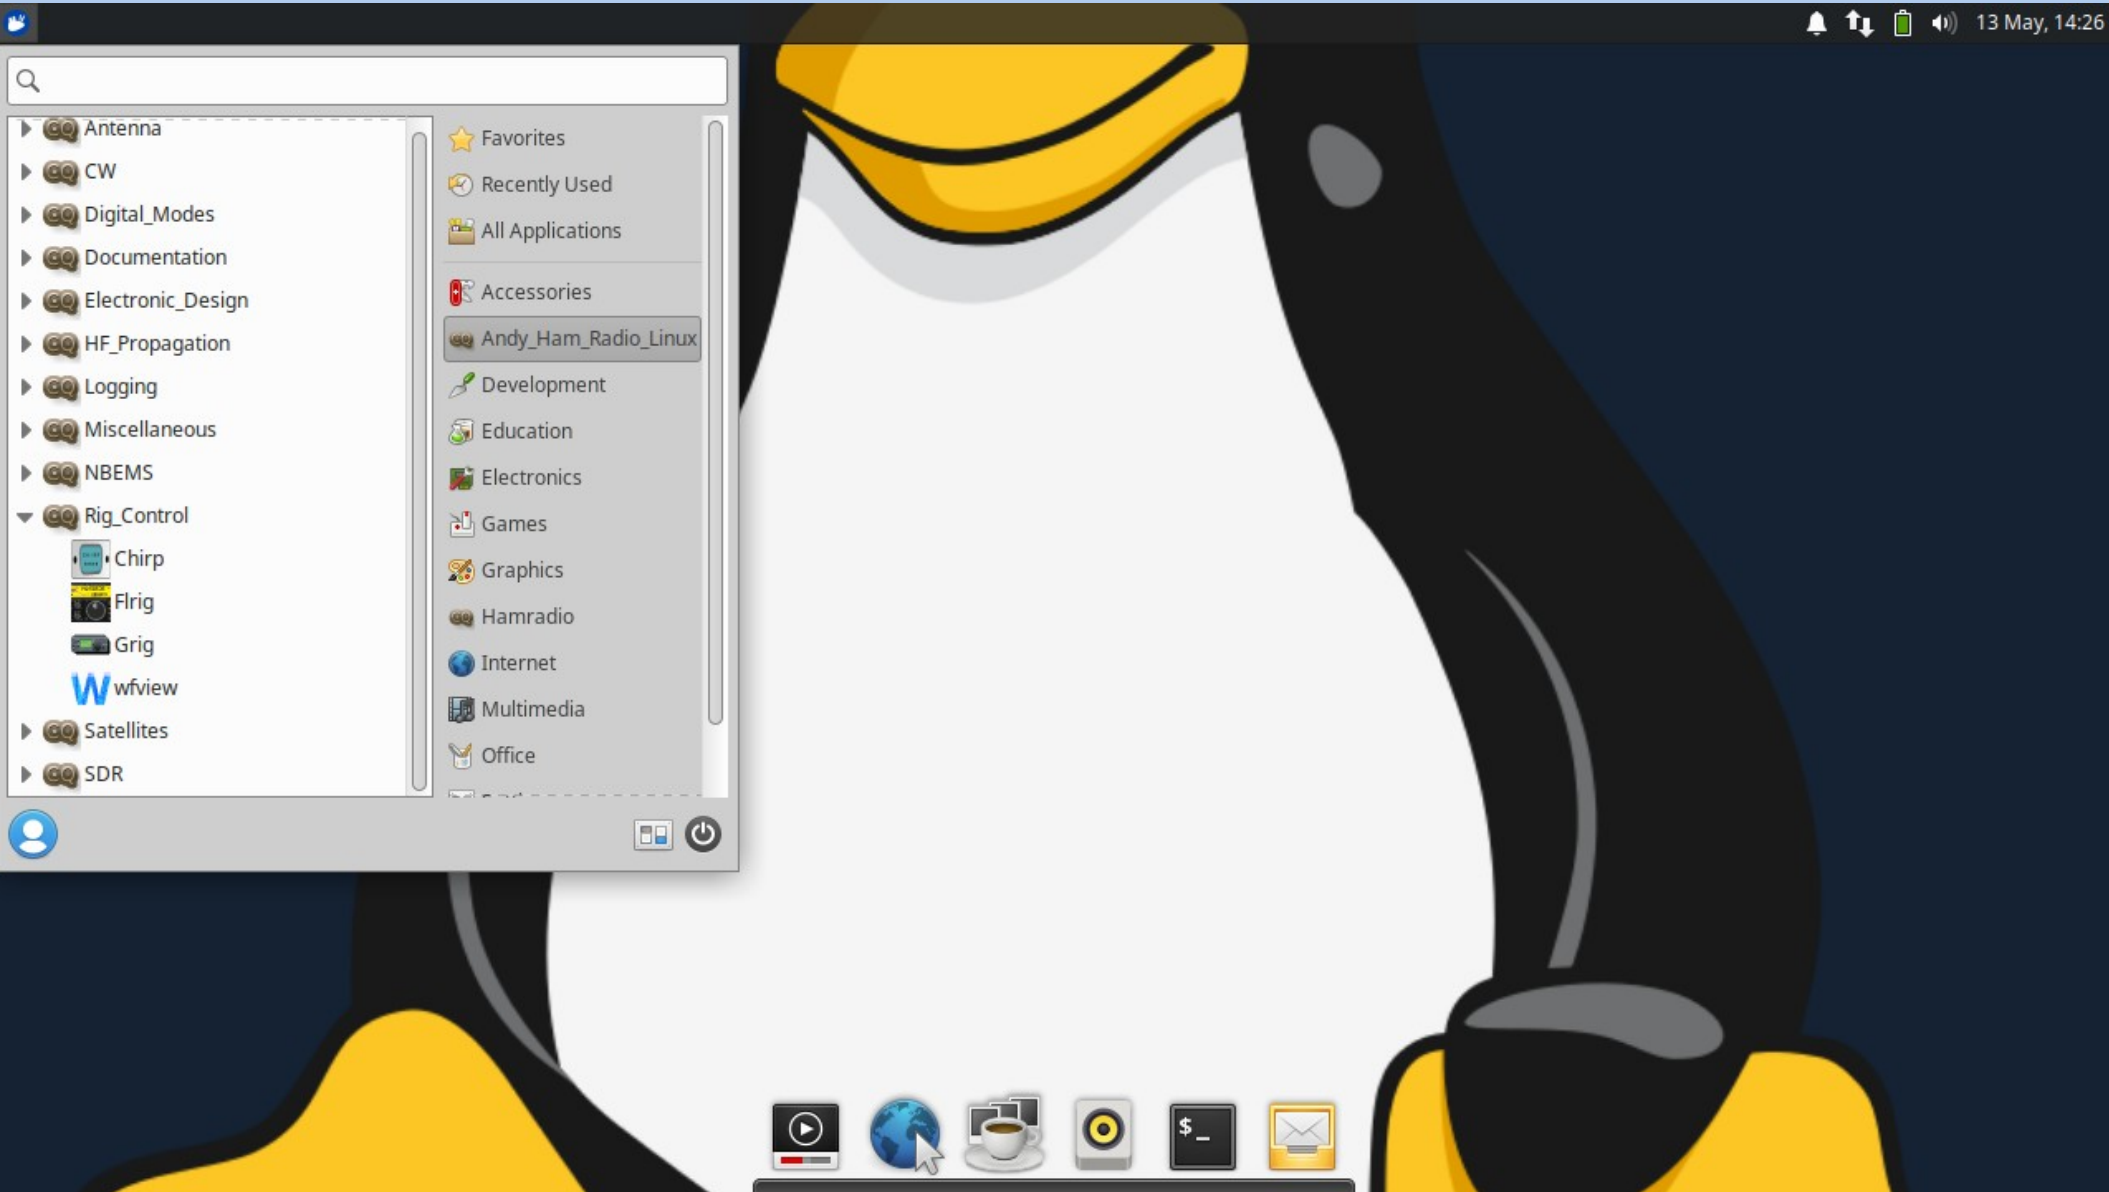 13 May, 14:26
Antenna
CW
Digital_Modes
Documentation
Electronic_Design
HF_Propagation
Logging
Miscellaneous
NBEMS
Rig_Control
Chirp
Flrig
Grig
wfview
Satellites
SDR
Favorites
Recently Used
All Applications
Accessories
Andy_Ham_Radio_Linux
Development
Education
Electronics
Games
Graphics
Hamradio
Internet
Multimedia
Office
$_